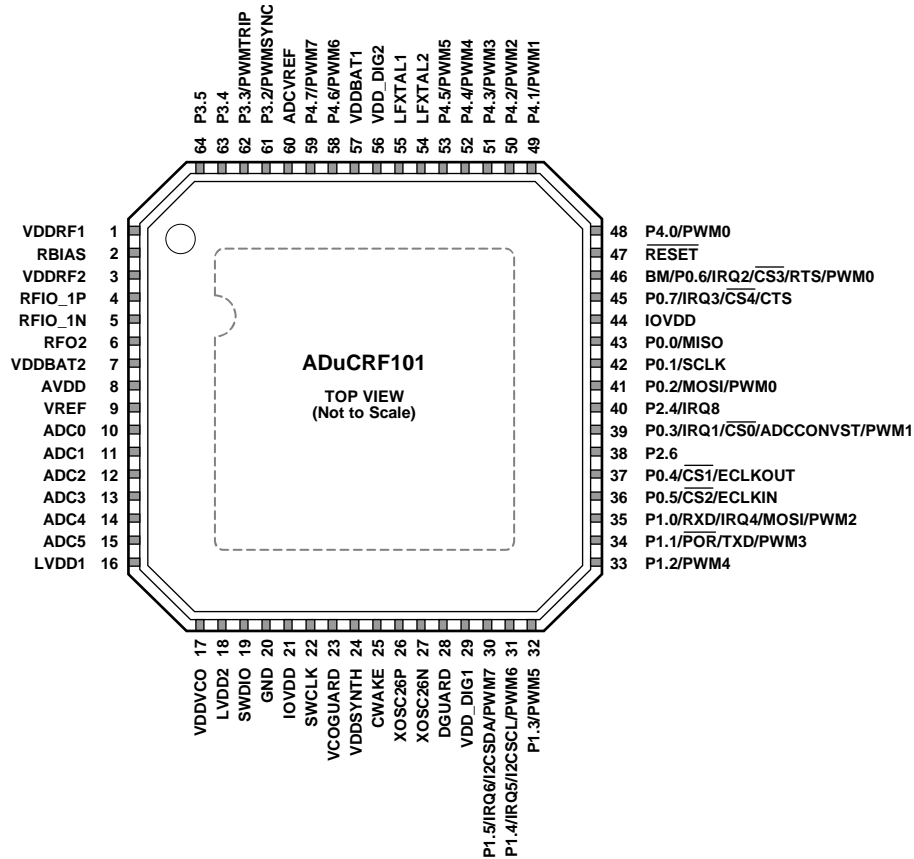 64 P3.5
63 P3.4
62 P3.3/PWMTRIP
61 P3.2/PWMSYNC
60 ADCVREF
59 P4.7/PWM7
58 P4.6/PWM6
57 VDDBAT1
56 VDD_DIG2
55 LFXTAL1
54 LFXTAL2
53 P4.5/PWM5
52 P4.4/PWM4
51 P4.3/PWM3
50 P4.2/PWM2
49 P4.1/PWM1
VDDRF1 1
RBIAS 2
VDDRF2 3
RFIO_1P 4
RFIO_1N 5
RFO2 6
VDDBAT2 7
AVDD 8
VREF 9
ADC0 10
ADC1 11
ADC2 12
ADC3 13
ADC4 14
ADC5 15
LVDD1 16
ADuCRF101
TOP VIEW
(Not to Scale)
48 P4.0/PWM0
47 RESET
46 BM/P0.6/IRQ2/CS3/RTS/PWM0
45 P0.7/IRQ3/CS4/CTS
44 IOVDD
43 P0.0/MISO
42 P0.1/SCLK
41 P0.2/MOSI/PWM0
40 P2.4/IRQ8
39 P0.3/IRQ1/CS0/ADCCONVST/PWM1
38 P2.6
37 P0.4/CS1/ECLKOUT
36 P0.5/CS2/ECLKIN
35 P1.0/RXD/IRQ4/MOSI/PWM2
34 P1.1/POR/TXD/PWM3
33 P1.2/PWM4
VDDVCO 17
LVDD2 18
SWDIO 19
GND 20
IOVDD 21
SWCLK 22
VCOGUARD 23
VDDSYNTH 24
CWAKE 25
XOSC26P 26
XOSC26N 27
DGUARD 28
VDD_DIG1 29
P1.5/IRQ6/I2CSDA/PWM7 30
P1.4/IRQ5/I2CSCL/PWM6 31
P1.3/PWM5 32